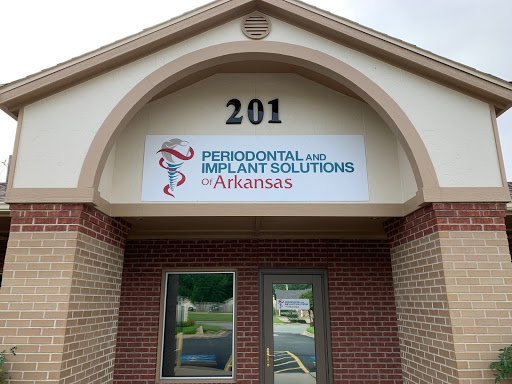 201
PERIODONTAL AND
IMPLANT SOLUTIONS
OF Arkansas